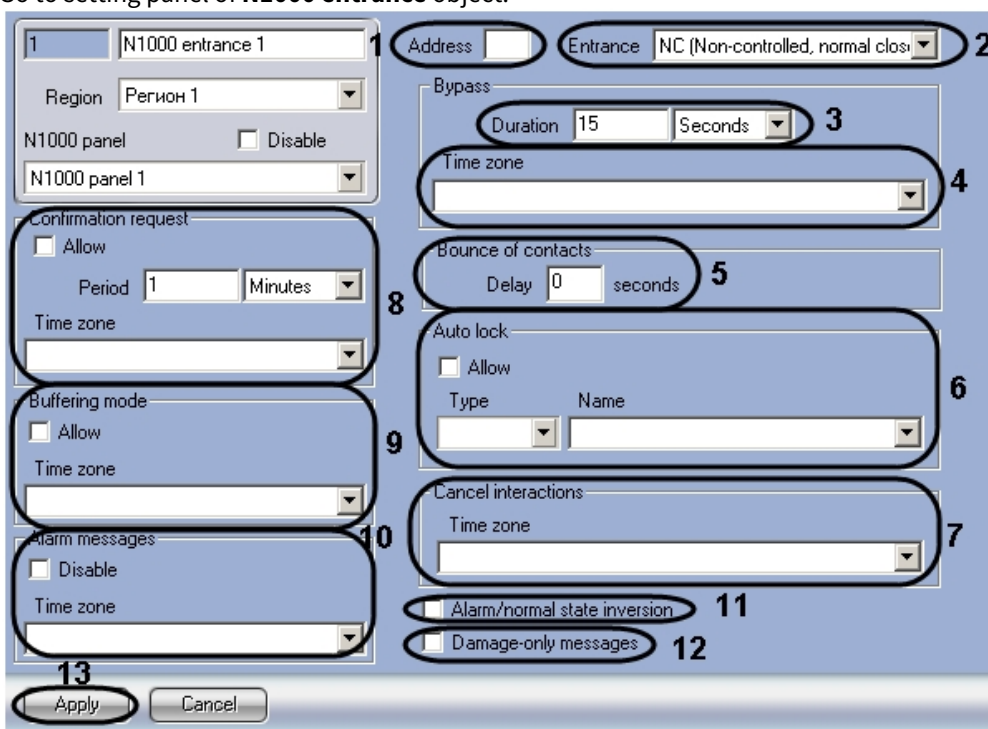 Go to setting panel of N1000 entrance object.
1 N1000 entrance 1
Region Регион 1
N1000 panel Disable
N1000 panel 1
1 Address
Entrance NC (Non-controlled, normal clos 2
Bypass
Duration 15 Seconds 3
Time zone
4
Bounce of contacts
Delay 0 seconds 5
Auto lock
Allow
Type Name
6
Cancel interactions
Time zone
7
Confirmation request
Allow
Period 1 Minutes
8
Time zone
Buffering mode
Allow
9
Time zone
Alarm messages 10
Disable
Time zone
Alarm/normal state inversion 11
Damage-only messages 12
13
Apply Cancel